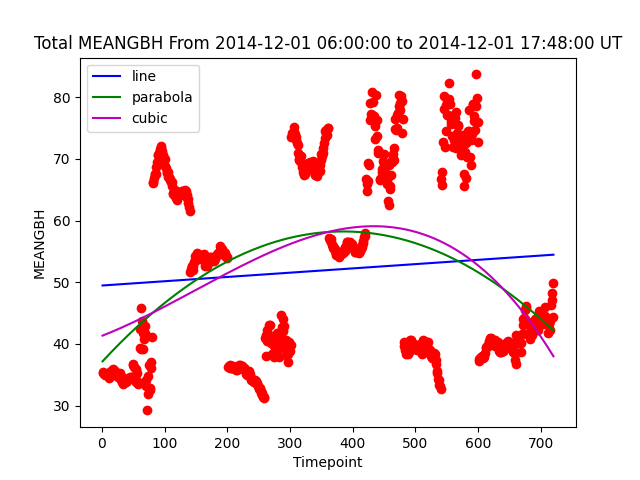 Total MEANGBH From 2014-12-01 06:00:00 to 2014-12-01 17:48:00 UT
line
parabola
cubic
80
70
60
50
40
30
MEANGBH
0 100 200 300 400 500 600 700
Timepoint